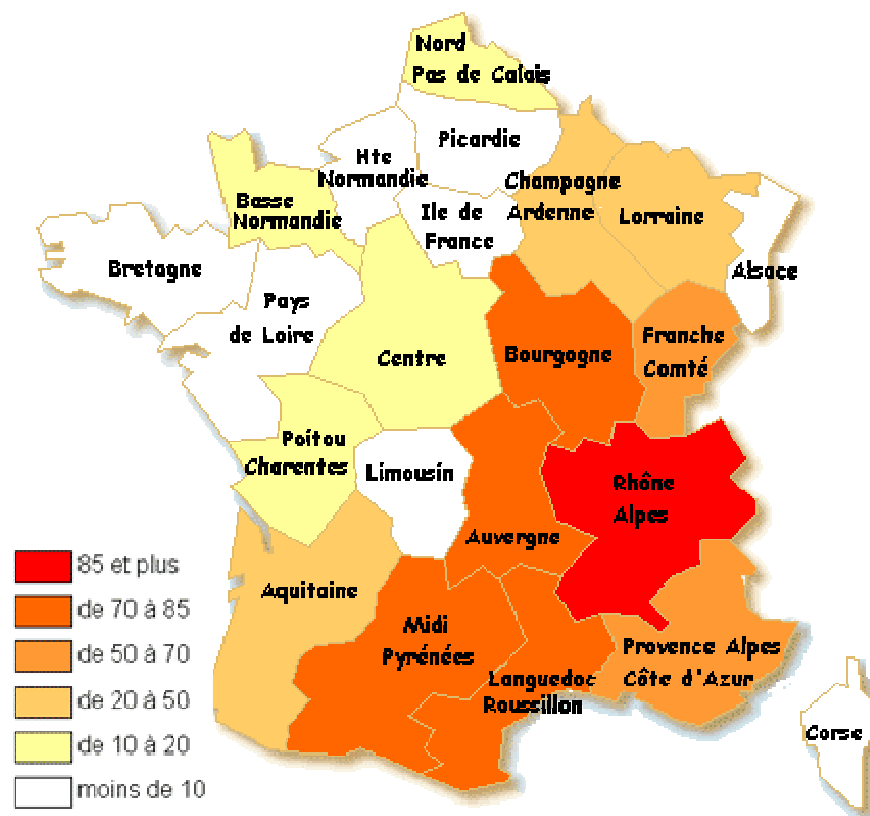 Nord
Pas de Calais
Picardie
Hte
Normandie
Champagne
Ardenne
Basse
Normandie
Ile de
France
Lorraine
Alsace
Bretagne
Pays
de Loire
Centre
Bourgogne
Franche
Comté
Poitou
Charentes
Limousin
Rhône
Alpes
Auvergne
Aquitaine
Midi
Pyrénées
Provence Alpes
Côte d'Azur
Languedoc
Roussillon
Corse
85 et plus
de 70 à 85
de 50 à 70
de 20 à 50
de 10 à 20
moins de 10